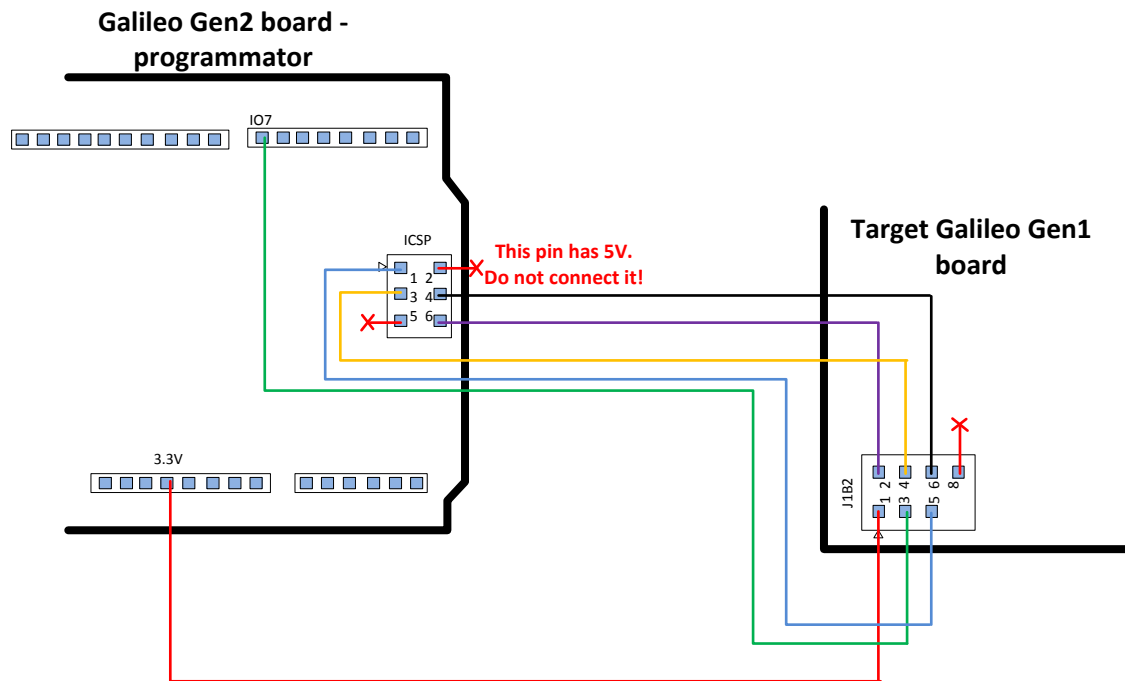 Galileo Gen2 board -
programmator
IO7
ICSP
This pin has 5V.
Do not connect it!
1 2
3 4
5 6
Target Galileo Gen1
board
3.3V
J1B2
2 4 6 8
1 3 5